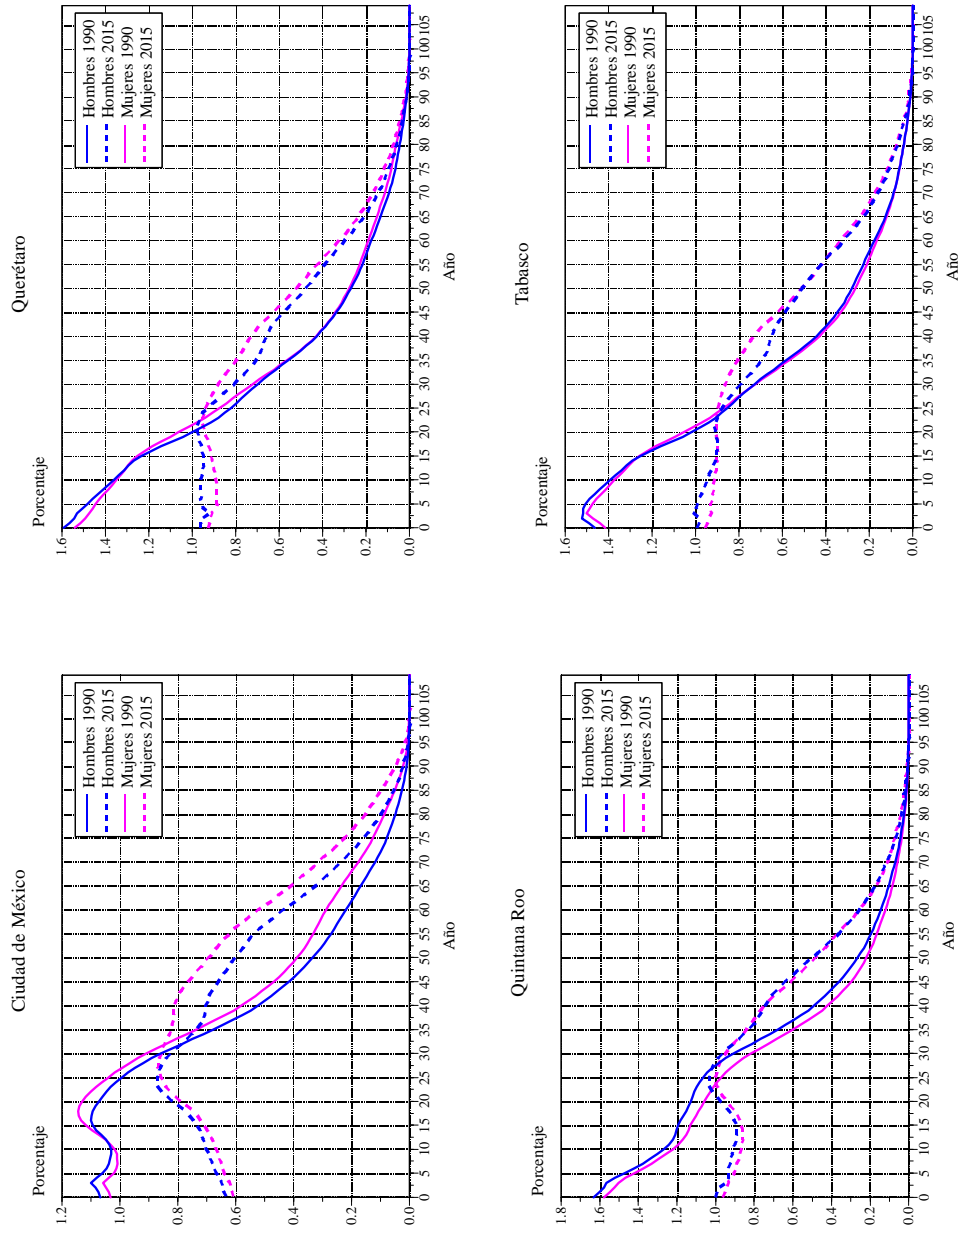 Ciudad de México
Porcentaje
1.2
1.0
0.8
0.6
0.4
0.2
0.0
Hombres 1990
Hombres 2015
Mujeres 1990
Mujeres 2015
0 5 10 15 20 25 30 35 40 45 50 55 60 65 70 75 80 85 90 95 100 105
Año
Querétaro
Porcentaje
1.6
1.4
1.2
1.0
0.8
0.6
0.4
0.2
0.0
Hombres 1990
Hombres 2015
Mujeres 1990
Mujeres 2015
0 5 10 15 20 25 30 35 40 45 50 55 60 65 70 75 80 85 90 95 100 105
Año
Quintana Roo
Porcentaje
1.8
1.6
1.4
1.2
1.0
0.8
0.6
0.4
0.2
0.0
Hombres 1990
Hombres 2015
Mujeres 1990
Mujeres 2015
0 5 10 15 20 25 30 35 40 45 50 55 60 65 70 75 80 85 90 95 100 105
Año
Tabasco
Porcentaje
1.6
1.4
1.2
1.0
0.8
0.6
0.4
0.2
0.0
Hombres 1990
Hombres 2015
Mujeres 1990
Mujeres 2015
0 5 10 15 20 25 30 35 40 45 50 55 60 65 70 75 80 85 90 95 100 105
Año